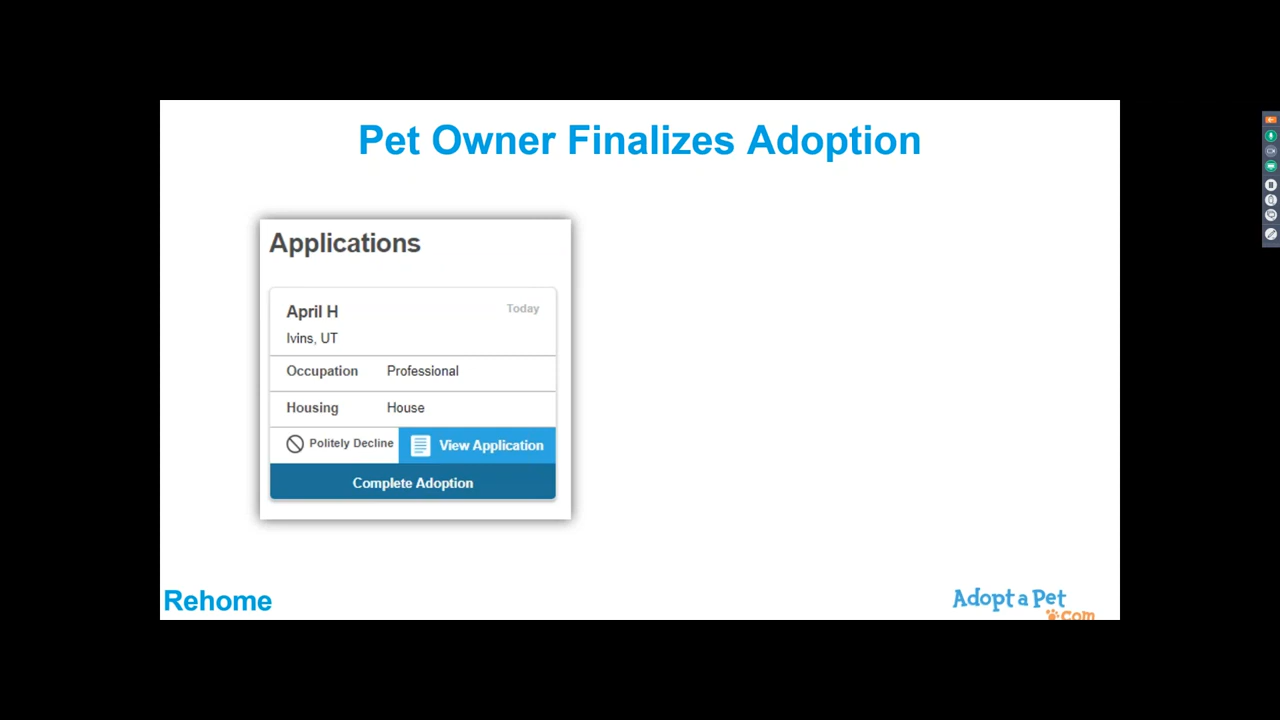 Pet Owner Finalizes Adoption
Applications
April H
Today
Ivins, UT
Occupation Professional
Housing House
Politely Decline
View Application
Complete Adoption
Rehome
Adopt a Pet
.com